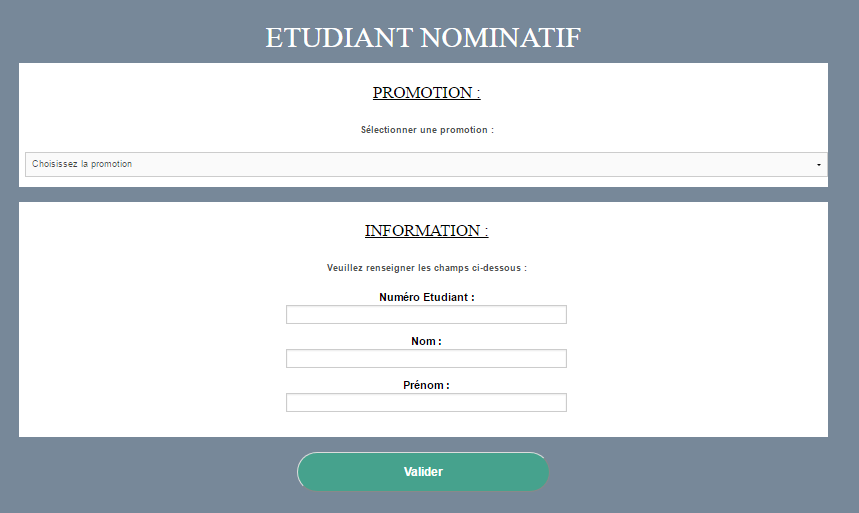 ETUDIANT NOMINATIF
PROMOTION :
Sélectionner une promotion :
Choisissez la promotion
INFORMATION :
Veuillez renseigner les champs ci-dessous :
Numéro Etudiant :
Nom :
Prénom :
Valider